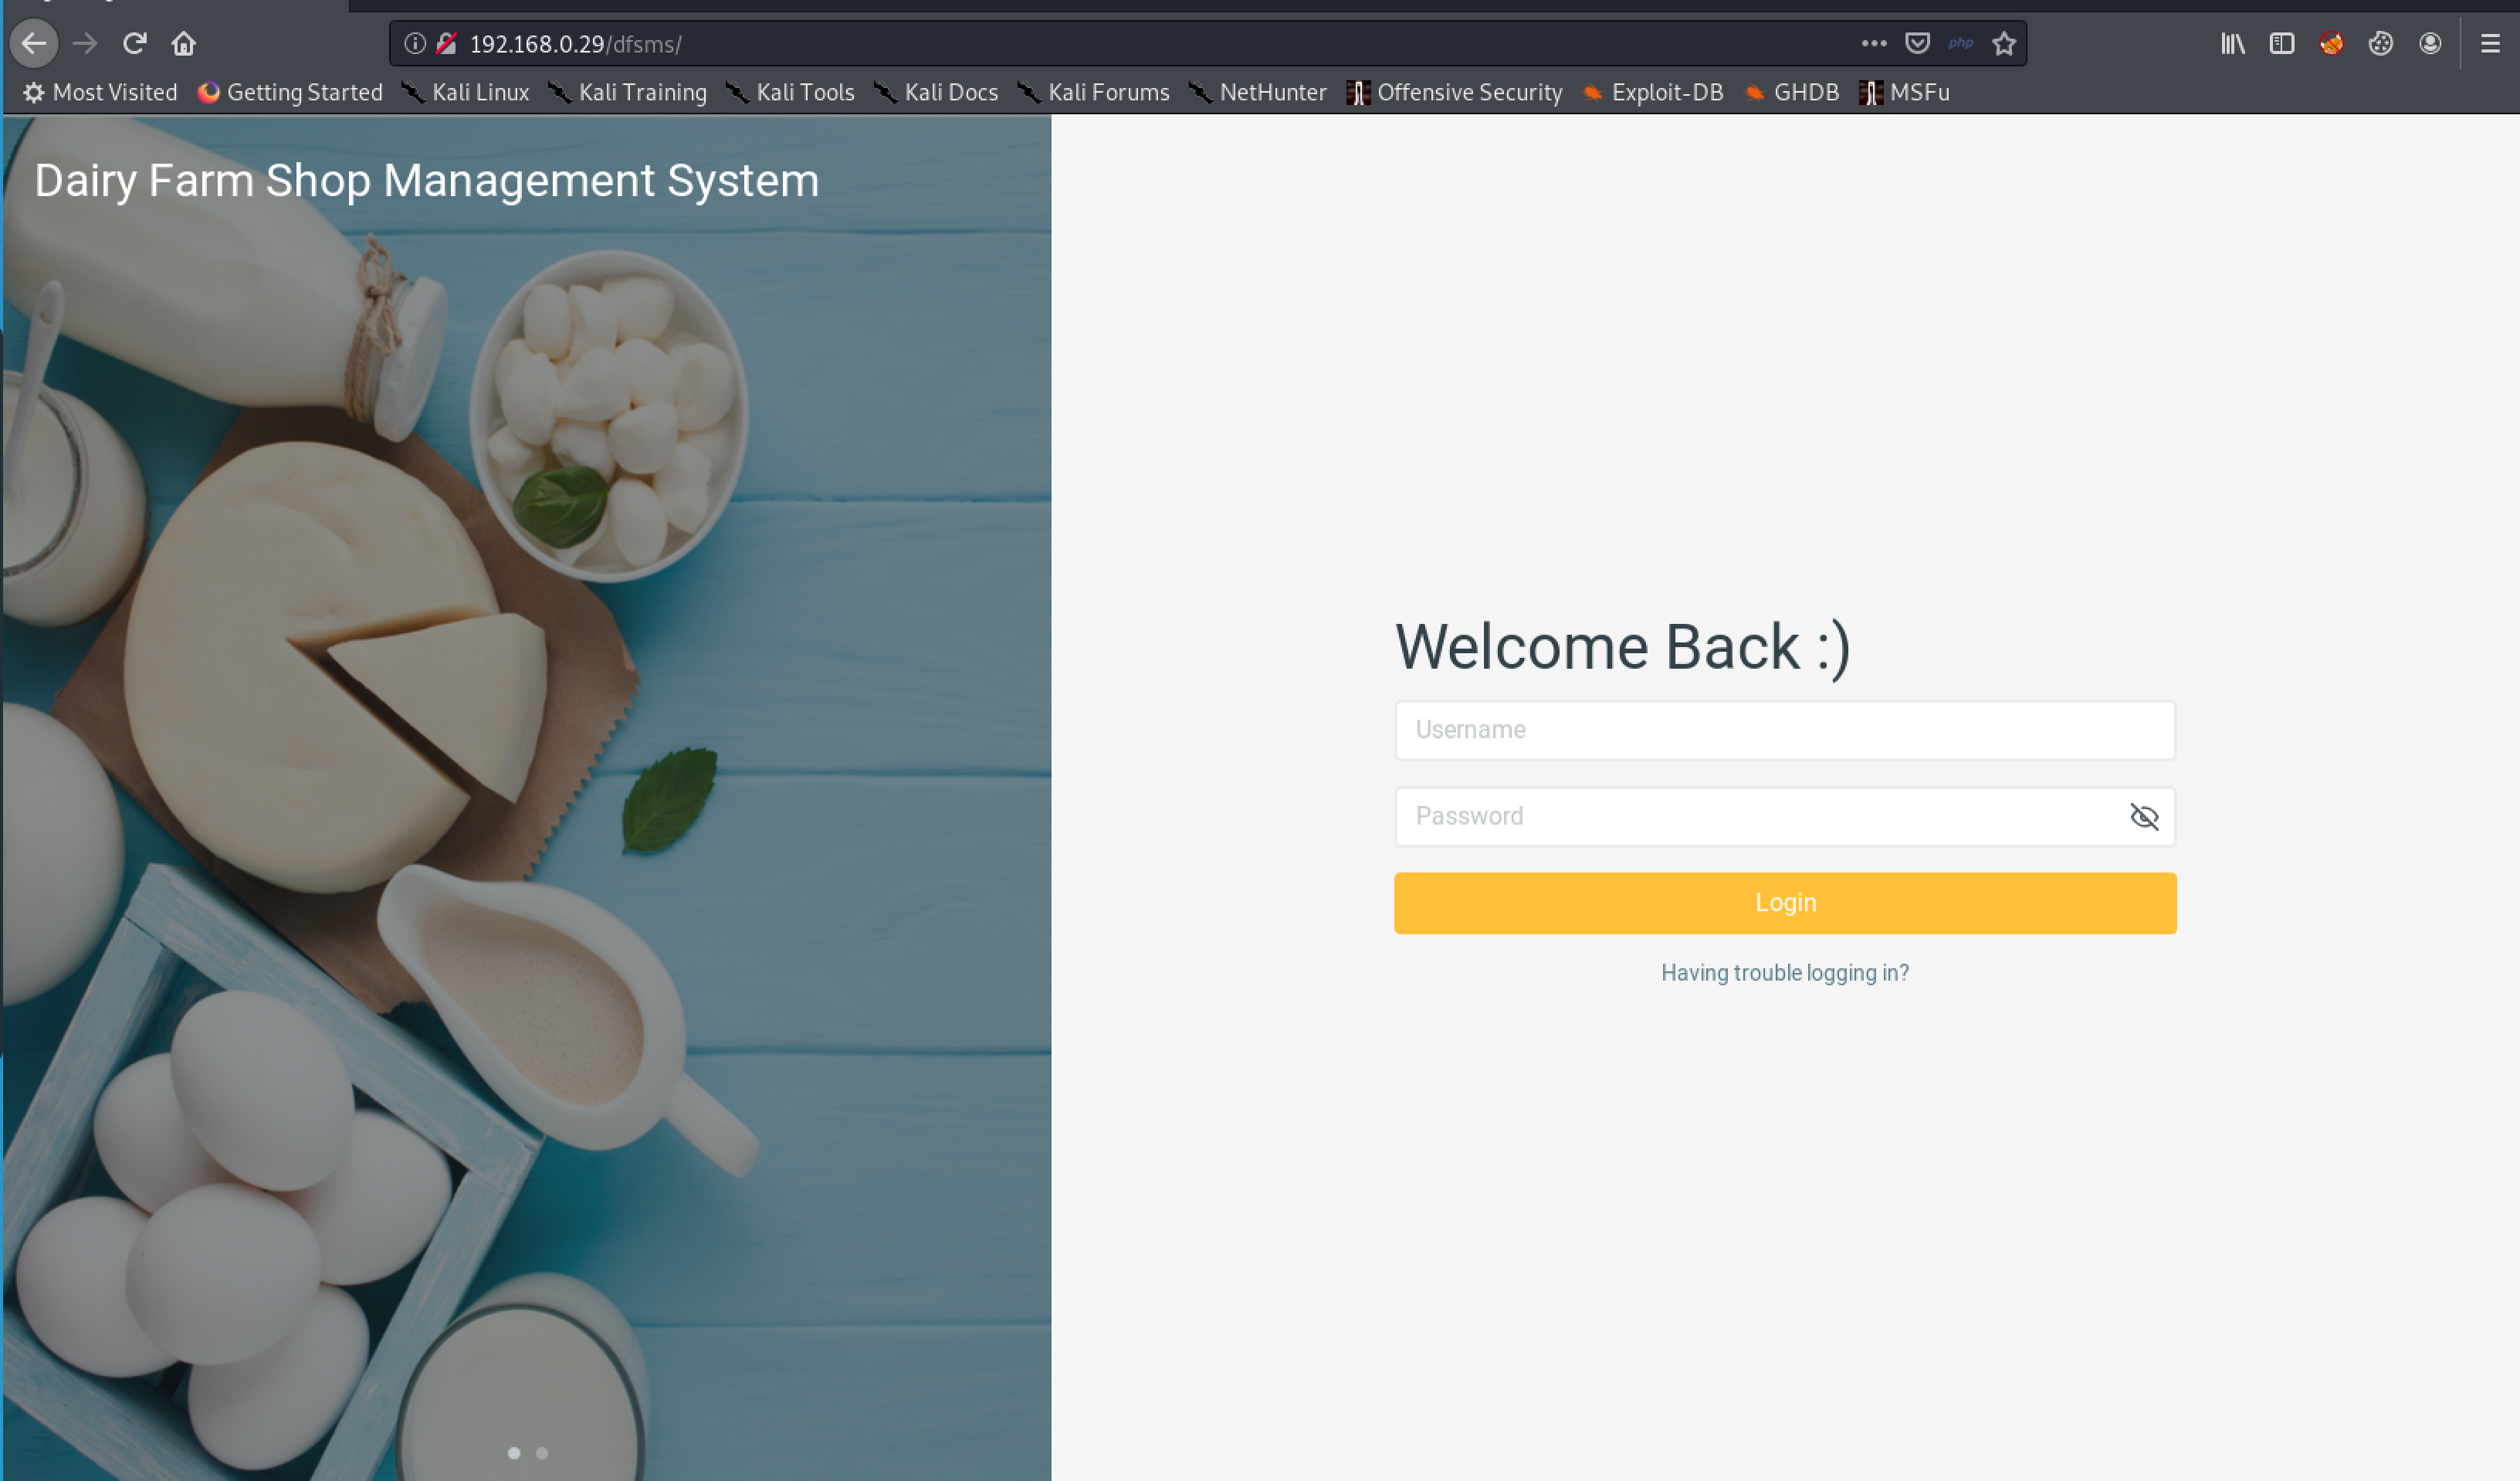 192.168.0.29/dfsms/
php
Most Visited Getting Started Kali Linux Kali Training Kali Tools Kali Docs Kali Forums NetHunter Offensive Security Exploit-DB GHDB MSFu
Dairy Farm Shop Management System
Welcome Back :)
Username
Password
Login
Having trouble logging in?